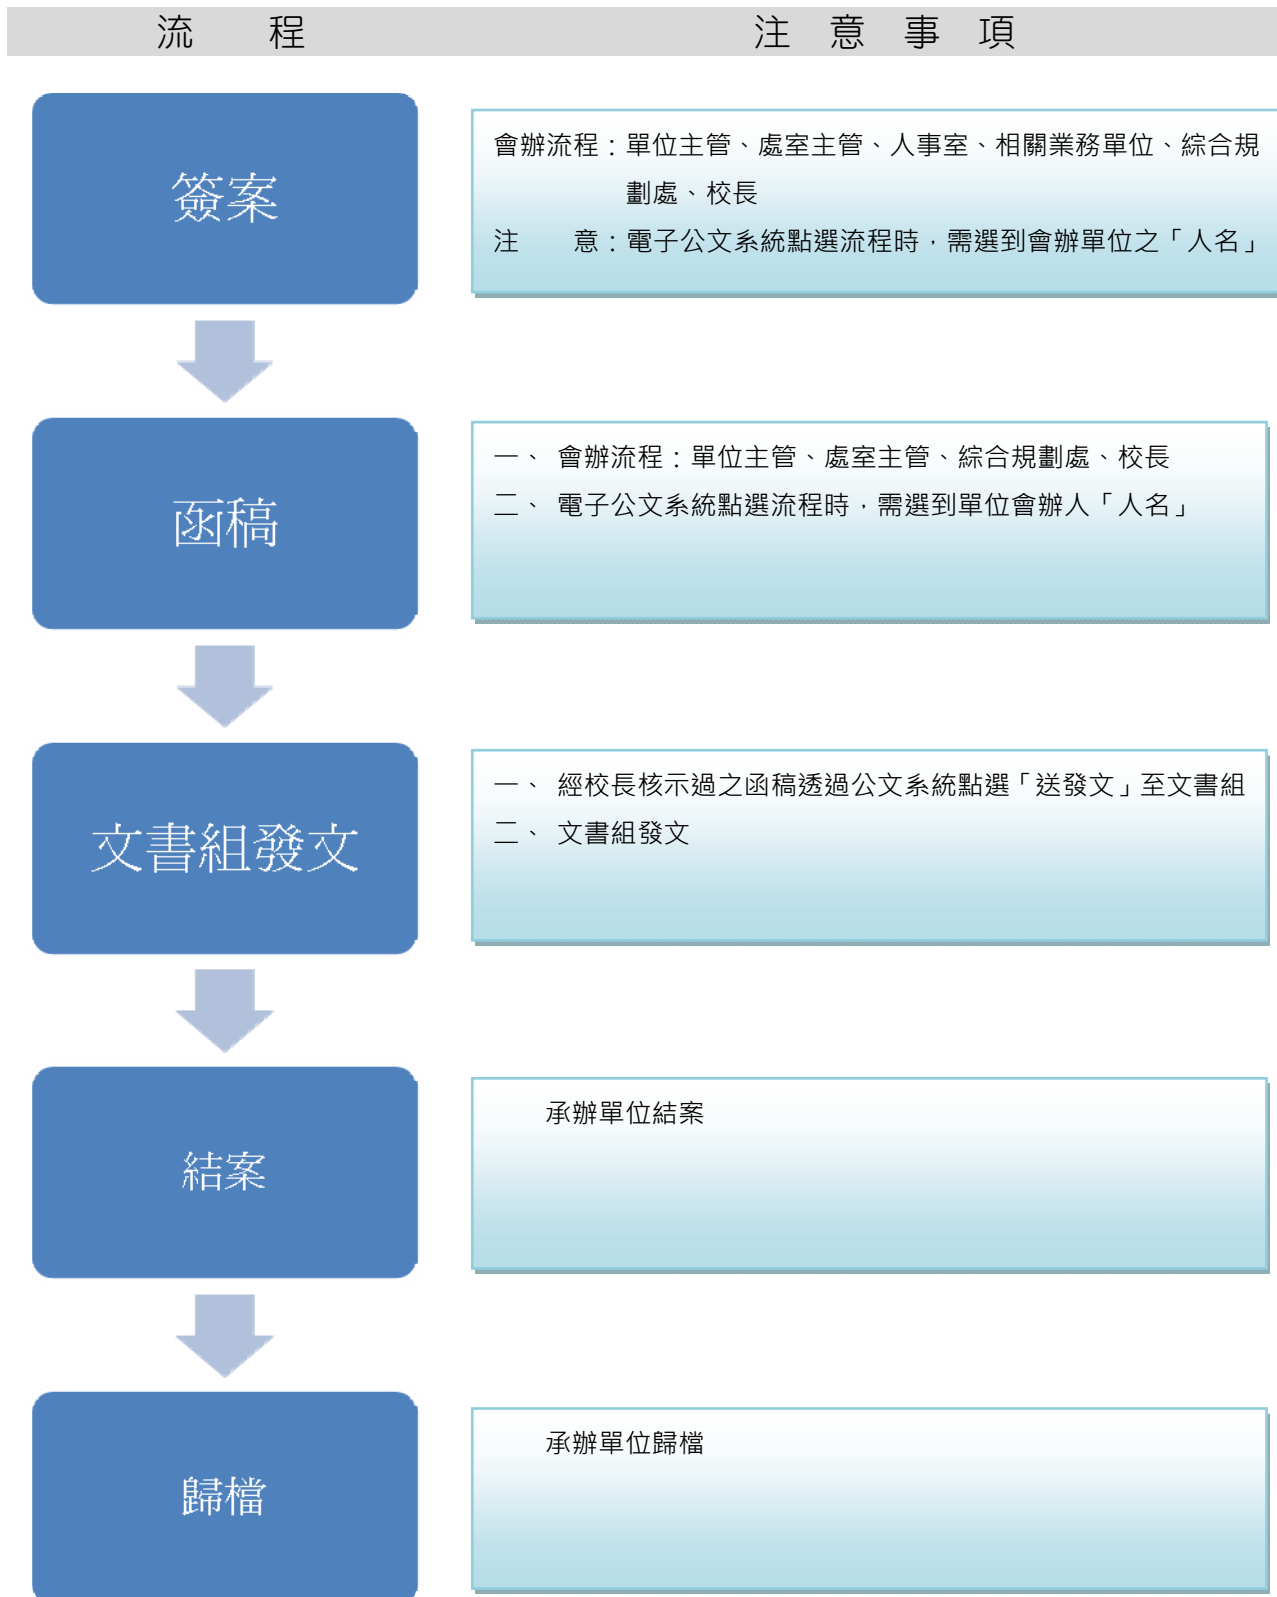 流　程　　注意事項
簽案
會辦流程：單位主管、處室主管、人事室、相關業務單位、綜合規
劃處、校長
注　意：電子公文系統點選流程時，需選到會辦單位之「人名」
函稿
一、 會辦流程：單位主管、處室主管、綜合規劃處、校長
二、 電子公文系統點選流程時，需選到單位會辦人「人名」
文書組發文
一、 經校長核示過之函稿透過公文系統點選「送發文」至文書組
二、 文書組發文
結案
承辦單位結案
歸檔
承辦單位歸檔